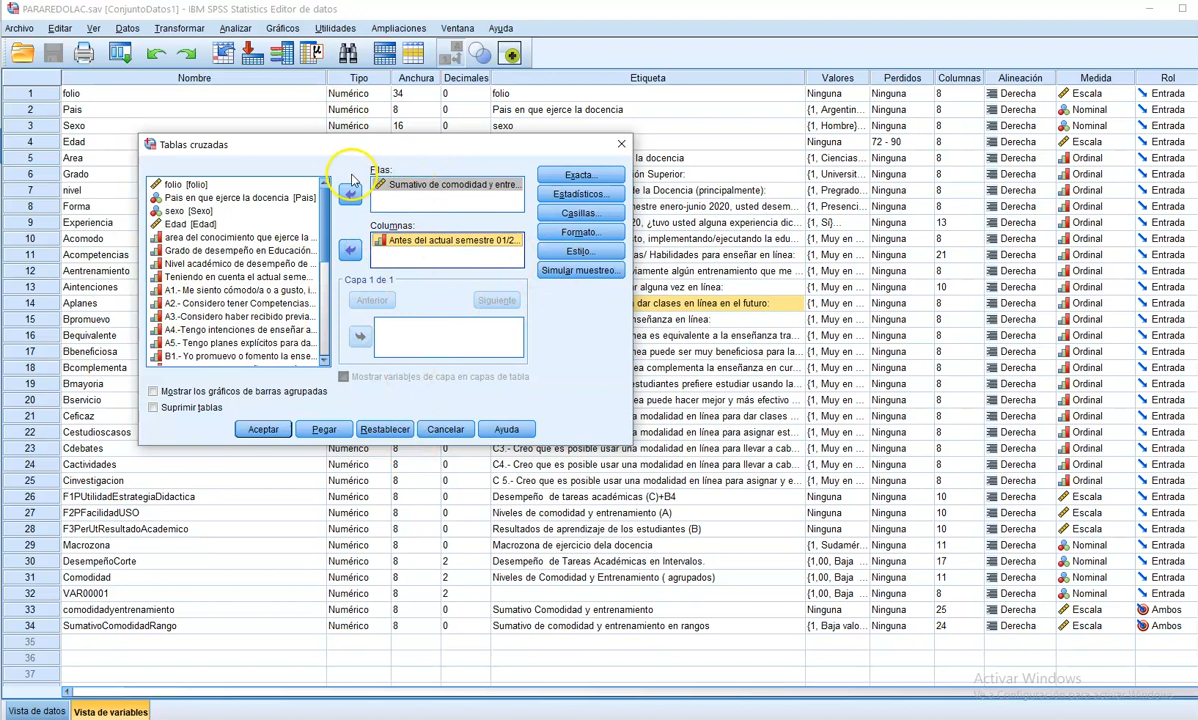 PARAREDOLAC.sav [ConjuntoDatos1] - IBM SPSS Statistics Editor de datos
Archivo Editar Ver Datos Transformar Analizar Gráficos Utilidades Ampliaciones Ventana Ayuda
Nombre Tipo Anchura Decimales Etiqueta Valores Perdidos Columnas Alineación Medida Rol
1 folio Numérico 34 0 folio Ninguna Ninguna 8 Derecha Escala Entrada
2 Pais Numérico 8 0 Pais en que ejerce la docencia {1, Argentin... Ninguna 8 Derecha Nominal Entrada
3 Sexo Numérico 16 0 sexo {1, Hombre}... Ninguna 8 Derecha Nominal Entrada
4 Edad Ninguna 72 - 90 8 Derecha Escala Entrada
5 Area la docencia {1, Ciencias... Ninguna 8 Derecha Ordinal Entrada
6 Grado Superior: {1, Universit... Ninguna 8 Derecha Ordinal Entrada
7 nivel de la Docencia (principalmente): {1, Pregrado... Ninguna 8 Derecha Ordinal Entrada
8 Forma semestre enero-junio 2020, usted desem... {1, Presenci... Ninguna 8 Derecha Ordinal Entrada
9 Experiencia , ¿tuvo usted alguna experiencia dic... {1, Sí}... Ninguna 13 Derecha Ordinal Entrada
10 Acomodo sto, implementando/ejecutando la edu... {1, Muy en ... Ninguna 8 Derecha Ordinal Entrada
11 Acompetencias as/ Habilidades para enseñar en línea: {1, Muy en ... Ninguna 21 Derecha Ordinal Entrada
12 Aentrenamiento viamente algún entrenamiento que me ... {1, Muy en ... Ninguna 8 Derecha Ordinal Entrada
13 Aintenciones alguna vez en línea: {1, Muy en ... Ninguna 10 Derecha Ordinal Entrada
14 Aplanes dar clases en línea en el futuro: {1, Muy en ... Ninguna 8 Derecha Ordinal Entrada
15 Bpromuevo nseñanza en línea: {1, Muy en ... Ninguna 8 Derecha Ordinal Entrada
16 Bequivalente nea es equivalente a la enseñanza tra... {1, Muy en ... Ninguna 8 Derecha Ordinal Entrada
17 Bbeneficiosa nea puede ser muy beneficiosa para la... {1, Muy en ... Ninguna 8 Derecha Ordinal Entrada
18 Bcomplementa nea complementa la enseñanza en cur... {1, Muy en ... Ninguna 8 Derecha Ordinal Entrada
19 Bmayoria estudiantes prefiere estudiar usando la... {1, Muy en ... Ninguna 8 Derecha Ordinal Entrada
20 Bservicio nea puede hacer mejor y más efectivo ... {1, Muy en ... Ninguna 8 Derecha Ordinal Entrada
21 Ceficaz modalidad en línea para dar clases ... {1, Muy en ... Ninguna 8 Derecha Ordinal Entrada
22 Cestudioscasos modalidad en línea para asignar est... {1, Muy en ... Ninguna 8 Derecha Ordinal Entrada
23 Cdebates Numérico 8 0 C3.- Creo que es posible usar una modalidad en línea para llevar a cab... {1, Muy en ... Ninguna 8 Derecha Ordinal Entrada
24 Cactividades Numérico 8 0 C4.- Creo que es posible usar una modalidad en línea para llevar a cab... {1, Muy en ... Ninguna 8 Derecha Ordinal Entrada
25 Cinvestigacion Numérico 8 0 C 5.- Creo que es posible usar una modalidad en línea para asignar y e... {1, Muy en ... Ninguna 8 Derecha Ordinal Entrada
26 F1PUtilidadEstrategiaDidactica Numérico 8 0 Desempeño de tareas académicas (C)+B4 Ninguna Ninguna 10 Derecha Escala Entrada
27 F2PFacilidadUSO Numérico 8 0 Niveles de comodidad y entrenamiento (A) Ninguna Ninguna 10 Derecha Escala Entrada
28 F3PerUtResultadoAcademico Numérico 8 0 Resultados de aprendizaje de los estudiantes (B) Ninguna Ninguna 10 Derecha Escala Entrada
29 Macrozona Numérico 8 0 Macrozona de ejercicio dela docencia {1, Sudamér... Ninguna 11 Derecha Nominal Entrada
30 DesempeñoCorte Numérico 8 2 Desempeño de Tareas Académicas en Intervalos. {1,00, Baja ... Ninguna 17 Derecha Ordinal Entrada
31 Comodidad Numérico 8 2 Niveles de Comodidad y Entrenamiento ( agrupados) {1,00, Baja ... Ninguna 11 Derecha Nominal Entrada
32 VAR00001 Numérico 8 2 {1,00, Baja ... Ninguna 8 Derecha Nominal Entrada
33 comodidadyentrenamiento Numérico 8 0 Sumativo Comodidad y entrenamiento Ninguna Ninguna 25 Derecha Escala Ambos
34 SumativoComodidadRango Numérico 8 0 Sumativo de comodidad y entrenamiento en rangos {1, Baja valo... Ninguna 24 Derecha Escala Ambos
35
36
37
Tablas cruzadas
folio [folio]
Pais en que ejerce la docencia [Pais]
sexo [Sexo]
Edad [Edad]
area del conocimiento que ejerce la ...
Grado de desempeño en Educación...
Nivel académico de desempeño de ...
Teniendo en cuenta el actual seme...
A1.- Me siento cómodo/a o a gusto, i...
A2.- Considero tener Competencias...
A3.-Considero haber recibido previa...
A4.-Tengo intenciones de enseñar a...
A5.- Tengo planes explícitos para da...
B1.- Yo promuevo o fomento la ense...
Filas:
Sumativo de comodidad y entre...
Columnas:
Antes del actual semestre 01/2...
Capa 1 de 1
Anterior Siguiente
Mostrar variables de capa en capas de tabla
Exacta...
Estadísticos...
Casillas...
Formato...
Estilo...
Simular muestreo...
Mostrar los gráficos de barras agrupadas
Suprimir tablas
Aceptar Pegar Restablecer Cancelar Ayuda
Activar Windows
Vista de datos Vista de variables